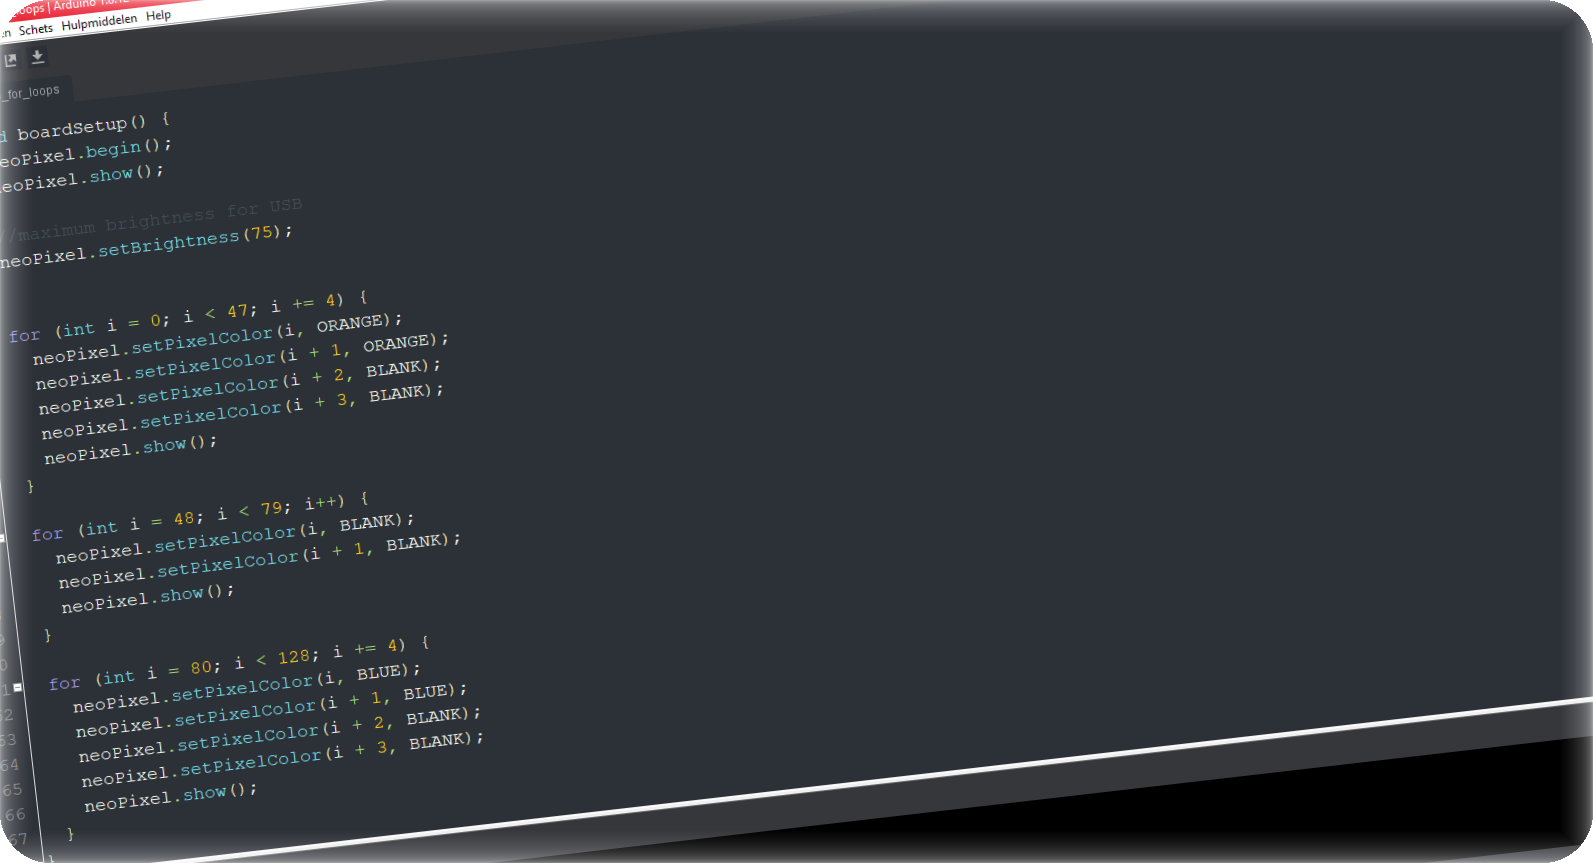 loops | Arduino 1.8.12
en Schets Hulpmiddelen Help
_for_loops
d boardSetup() {
eoPixel.begin();
neoPixel.show();
//maximum brightness for USB
neoPixel.setBrightness(75);
for (int i = 0; i < 47; i += 4) {
neoPixel.setPixelColor(i, ORANGE);
neoPixel.setPixelColor(i + 1, ORANGE);
neoPixel.setPixelColor(i + 2, BLANK);
neoPixel.setPixelColor(i + 3, BLANK);
neoPixel.show();
}
for (int i = 48; i < 79; i++) {
neoPixel.setPixelColor(i, BLANK);
neoPixel.setPixelColor(i + 1, BLANK);
neoPixel.show();
}
for (int i = 80; i < 128; i += 4) {
neoPixel.setPixelColor(i, BLUE);
62 neoPixel.setPixelColor(i + 1, BLUE);
63 neoPixel.setPixelColor(i + 2, BLANK);
64 neoPixel.setPixelColor(i + 3, BLANK);
65 neoPixel.show();
66 }
67 }